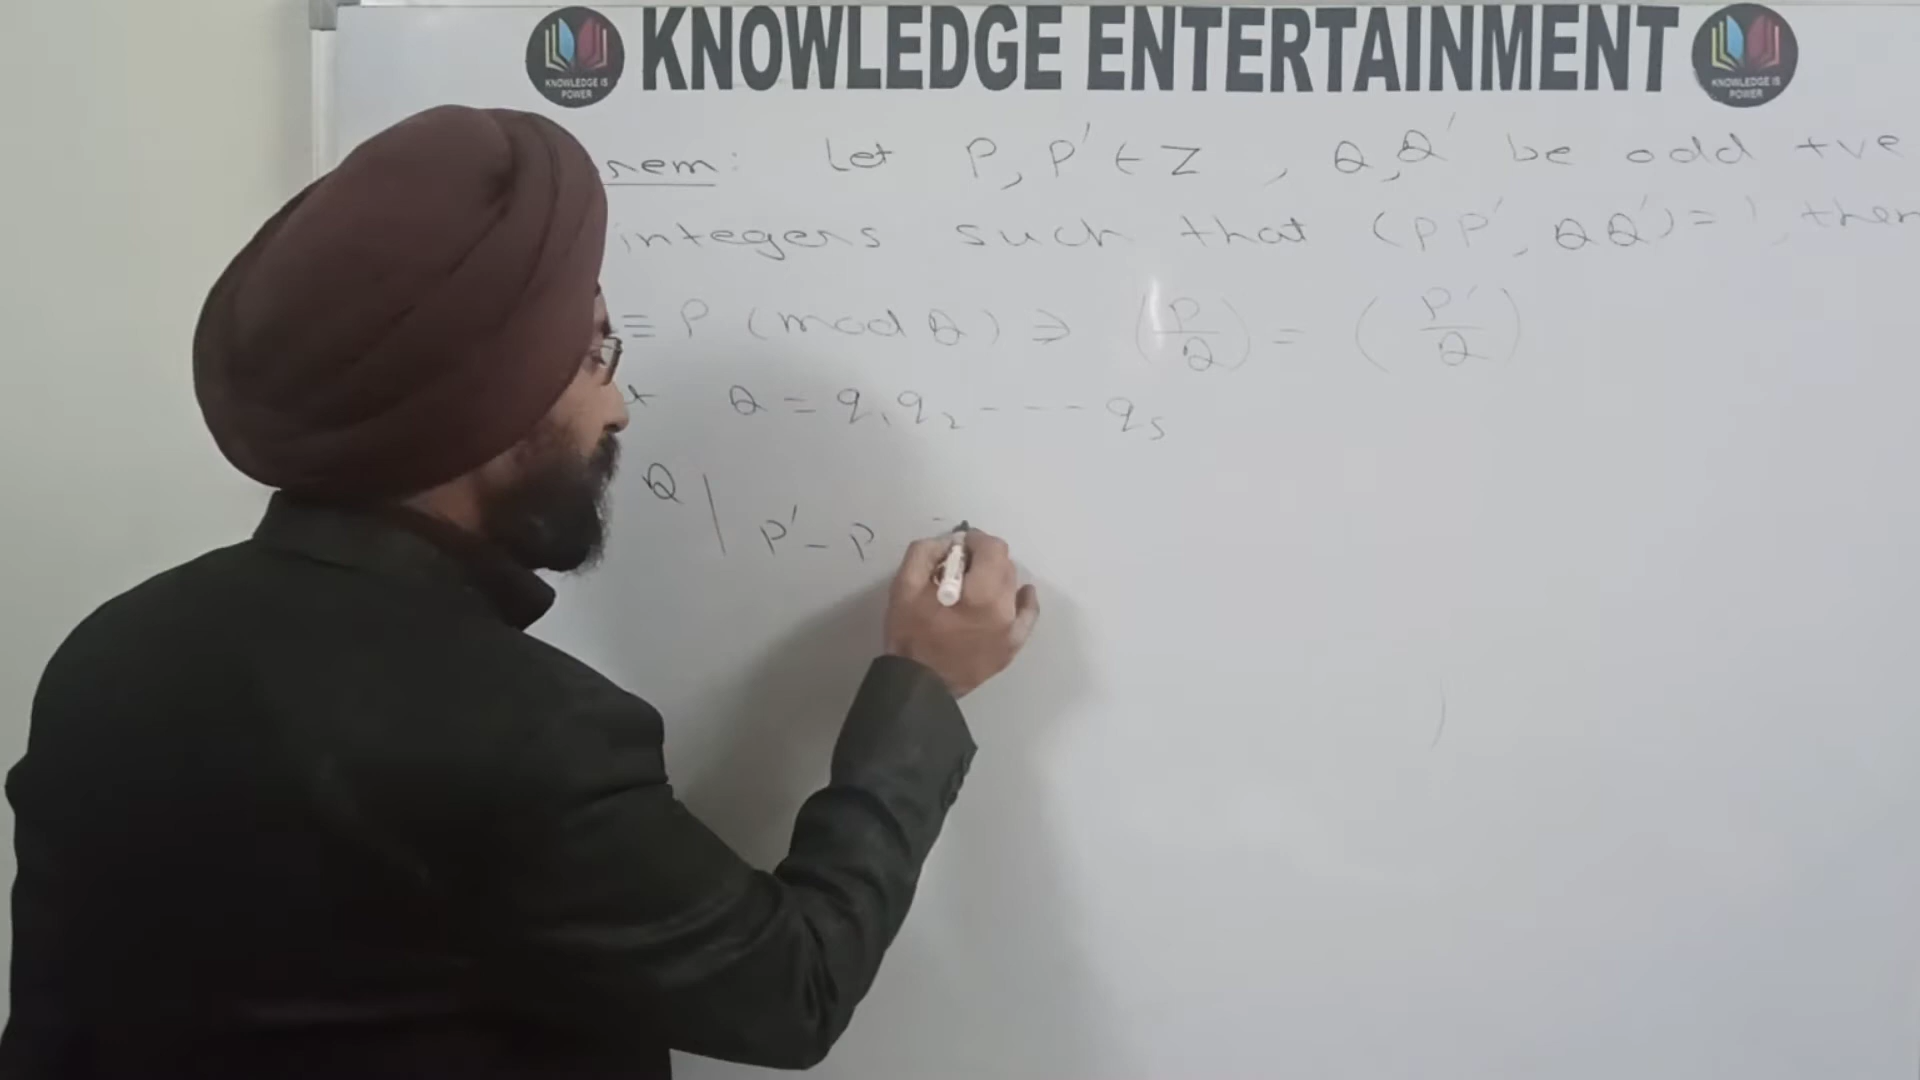 KNOWLEDGE ENTERTAINMENT
KNOWLEDGE IS
POWER
KNOWLEDGE IS
POWER
rem: Let P, P' ∈ Z, Q, Q' be odd +ve
integers such that (PP', QQ') = 1, then
≡ P (mod Q) ⇒ (P/Q) = (P'/Q)
Q = q₁ q₂ ---- qₛ
Q | P' - P